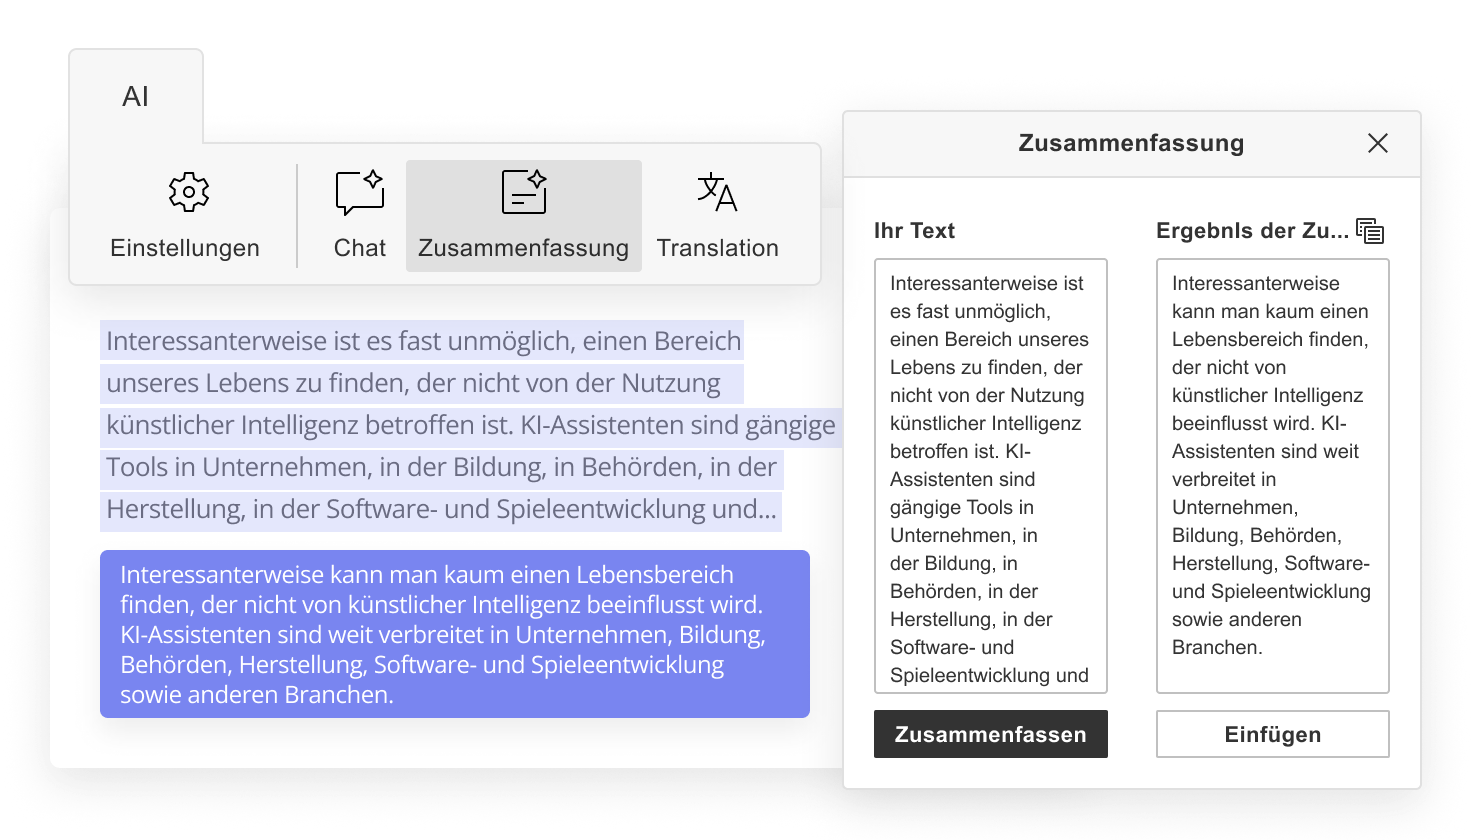 AI
Einstellungen
Chat
Zusammenfassung
Translation
Interessanterweise ist es fast unmöglich, einen Bereich
unseres Lebens zu finden, der nicht von der Nutzung
künstlicher Intelligenz betroffen ist. KI-Assistenten sind gängige
Tools in Unternehmen, in der Bildung, in Behörden, in der
Herstellung, in der Software- und Spieleentwicklung und...
Interessanterweise kann man kaum einen Lebensbereich
finden, der nicht von künstlicher Intelligenz beeinflusst wird.
KI-Assistenten sind weit verbreitet in Unternehmen, Bildung,
Behörden, Herstellung, Software- und Spieleentwicklung
sowie anderen Branchen.
Zusammenfassung
Ihr Text
Interessanterweise ist
es fast unmöglich,
einen Bereich unseres
Lebens zu finden, der
nicht von der Nutzung
künstlicher Intelligenz
betroffen ist. KI-
Assistenten sind
gängige Tools in
Unternehmen, in
der Bildung, in
Behörden, in der
Herstellung, in der
Software- und
Spieleentwicklung und
Zusammenfassen
ErgebnIs der Zu...
Interessanterweise
kann man kaum einen
Lebensbereich finden,
der nicht von
künstlicher Intelligenz
beeinflusst wird. KI-
Assistenten sind weit
verbreitet in
Unternehmen,
Bildung, Behörden,
Herstellung, Software-
und Spieleentwicklung
sowie anderen
Branchen.
Einfügen